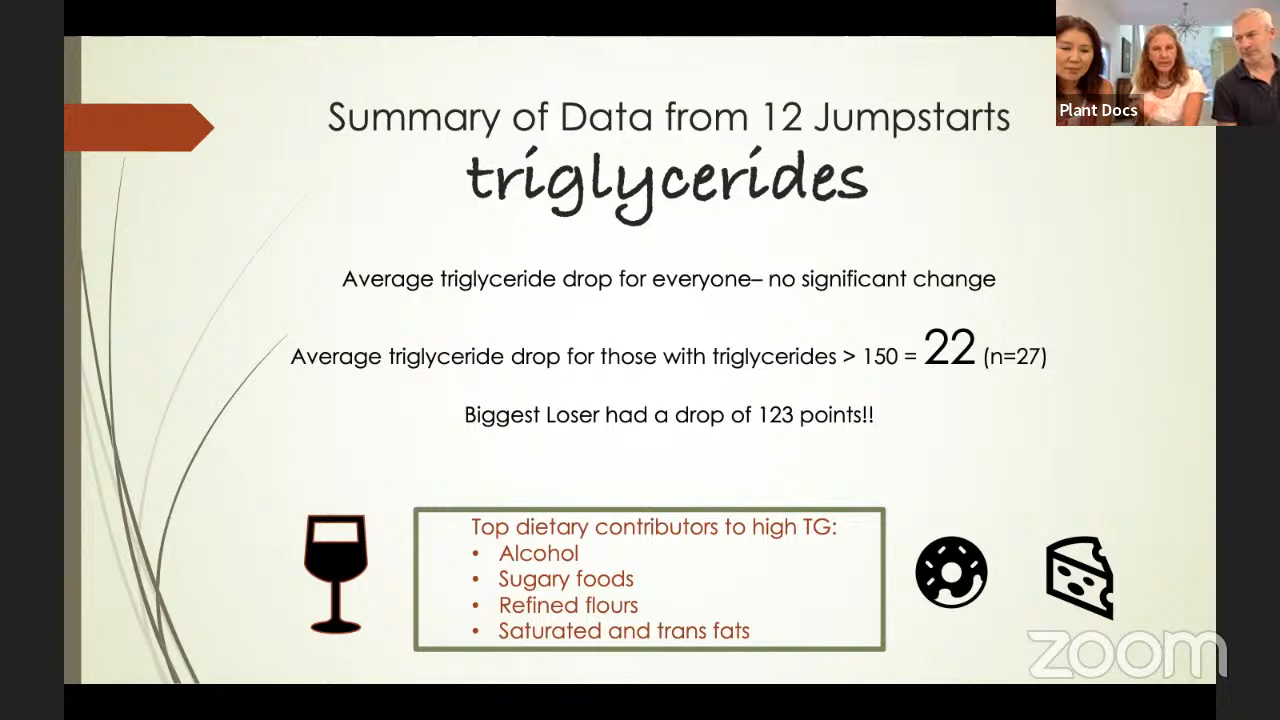 Plant Docs
Summary of Data from 12 Jumpstarts
triglycerides
Average triglyceride drop for everyone– no significant change
Average triglyceride drop for those with triglycerides > 150 = 22 (n=27)
Biggest Loser had a drop of 123 points!!
Top dietary contributors to high TG:
• Alcohol
• Sugary foods
• Refined flours
• Saturated and trans fats
zoom